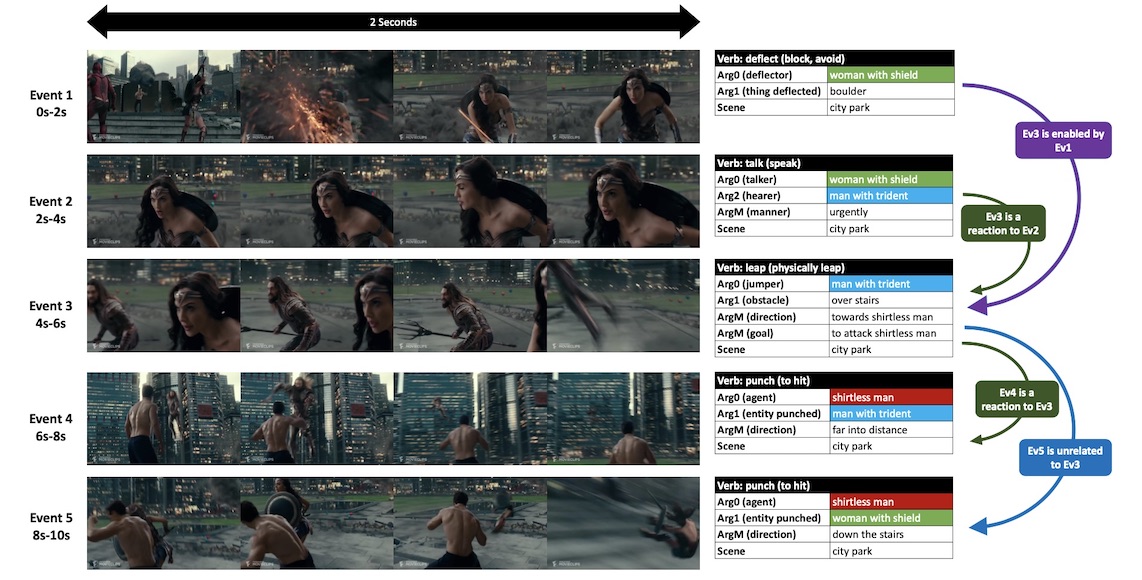 2 Seconds
Event 1
0s-2s
Verb: deflect (block, avoid)
Arg0 (deflector) woman with shield
Arg1 (thing deflected) boulder
Scene city park
Ev3 is enabled by
Ev1
Event 2
2s-4s
Verb: talk (speak)
Arg0 (talker) woman with shield
Arg2 (hearer) man with trident
ArgM (manner) urgently
Scene city park
Ev3 is a
reaction to Ev2
Event 3
4s-6s
Verb: leap (physically leap)
Arg0 (jumper) man with trident
Arg1 (obstacle) over stairs
ArgM (direction) towards shirtless man
ArgM (goal) to attack shirtless man
Scene city park
Event 4
6s-8s
Verb: punch (to hit)
Arg0 (agent) shirtless man
Arg1 (entity punched) man with trident
ArgM (direction) far into distance
Scene city park
Ev4 is a
reaction to Ev3
Ev5 is unrelated
to Ev3
Event 5
8s-10s
Verb: punch (to hit)
Arg0 (agent) shirtless man
Arg1 (entity punched) woman with shield
ArgM (direction) down the stairs
Scene city park